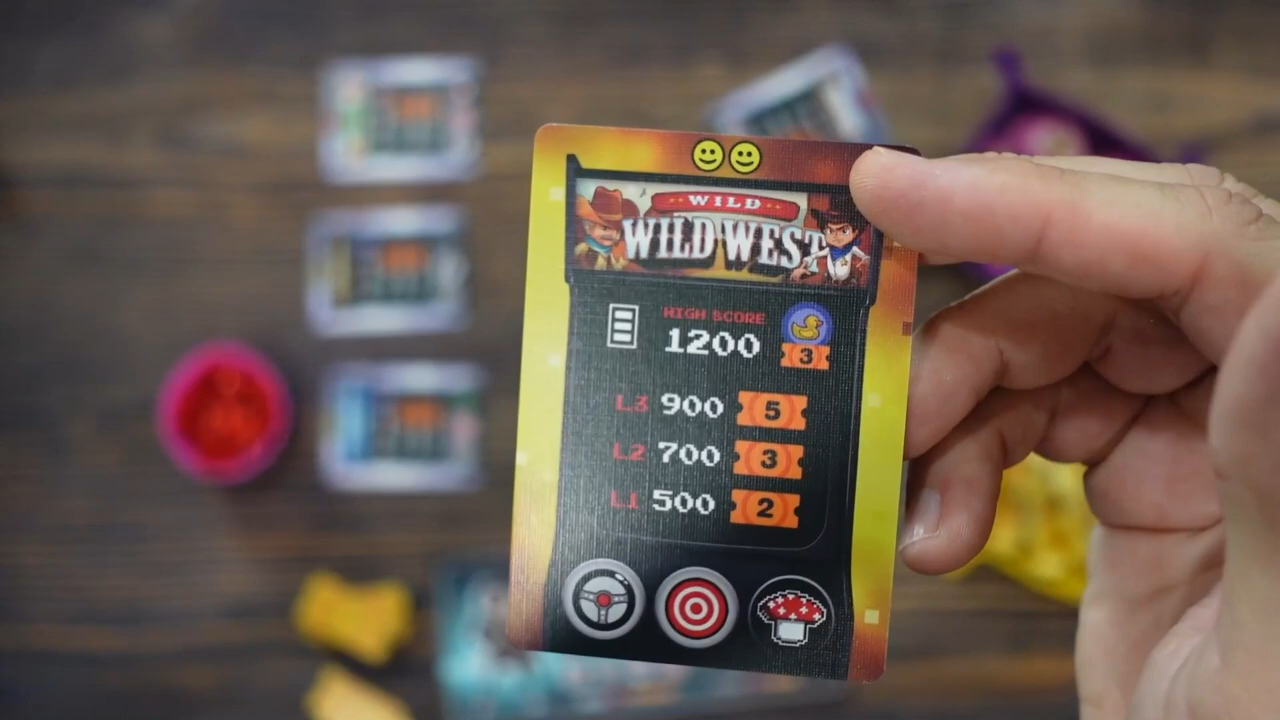 WILD
WILD WEST
HIGH SCORE
1200
3
L3 900 5
L2 700 3
L1 500 2